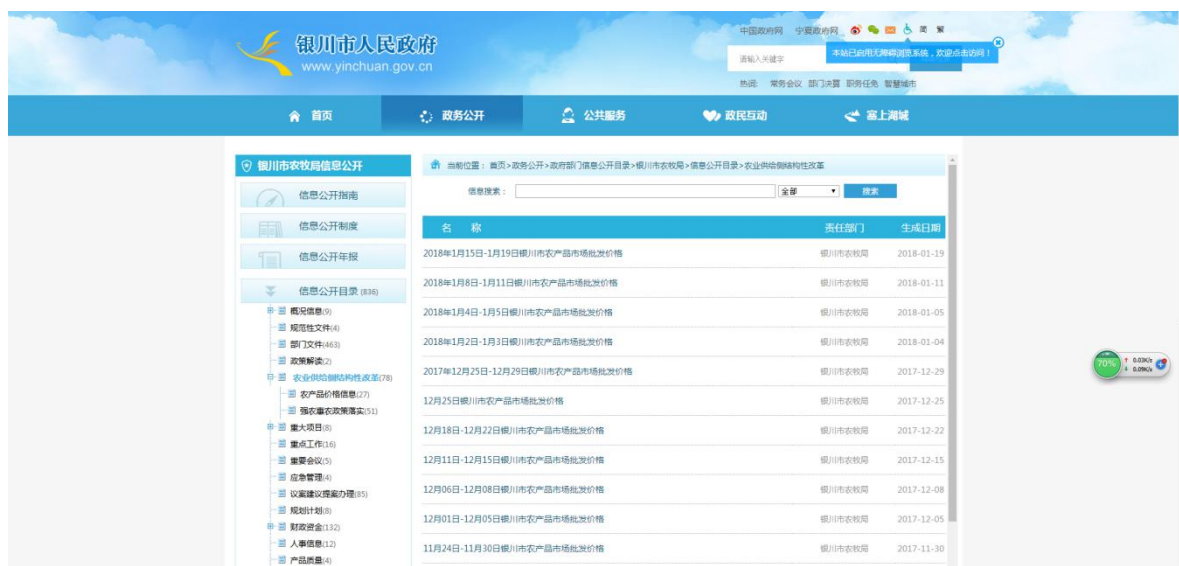 中国政府网 宁夏政府网 简 繁
银川市人民政府
www.yinchuan.gov.cn
请输入关键字
本站已启用无障碍浏览系统，欢迎点击访问！
热词: 常务会议 部门决算 职务任免 智慧城市
首页 政务公开 公共服务 政民互动 塞上湖城
银川市农牧局信息公开
当前位置：首页>政务公开>政府部门信息公开目录>银川市农牧局>信息公开目录>农业供给侧结构性改革
信息公开指南
信息搜索：
全部 搜索
信息公开制度
名 称 责任部门 生成日期
信息公开年报
2018年1月15日-1月19日银川市农产品市场批发价格 银川市农牧局 2018-01-19
信息公开目录 (836)
2018年1月8日-1月11日银川市农产品市场批发价格 银川市农牧局 2018-01-11
概况信息(9)
2018年1月4日-1月5日银川市农产品市场批发价格 银川市农牧局 2018-01-05
规范性文件(4)
部门文件(463)
2018年1月2日-1月3日银川市农产品市场批发价格 银川市农牧局 2018-01-04
政策解读(2)
2017年12月25日-12月29日银川市农产品市场批发价格 银川市农牧局 2017-12-29
农业供给侧结构性改革(78)
农产品价格信息(27)
12月25日银川市农产品市场批发价格 银川市农牧局 2017-12-25
强农惠农政策落实(51)
重大项目(8)
12月18日-12月22日银川市农产品市场批发价格 银川市农牧局 2017-12-22
重点工作(16)
重要会议(5)
12月11日-12月15日银川市农产品市场批发价格 银川市农牧局 2017-12-15
应急管理(4)
议案建议提案办理(85)
12月06日-12月08日银川市农产品市场批发价格 银川市农牧局 2017-12-08
规划计划(8)
财政资金(132)
12月01日-12月05日银川市农产品市场批发价格 银川市农牧局 2017-12-05
人事信息(12)
11月24日-11月30日银川市农产品市场批发价格 银川市农牧局 2017-11-30
产品质量(4)
70%
0.03K/s
0.09K/s